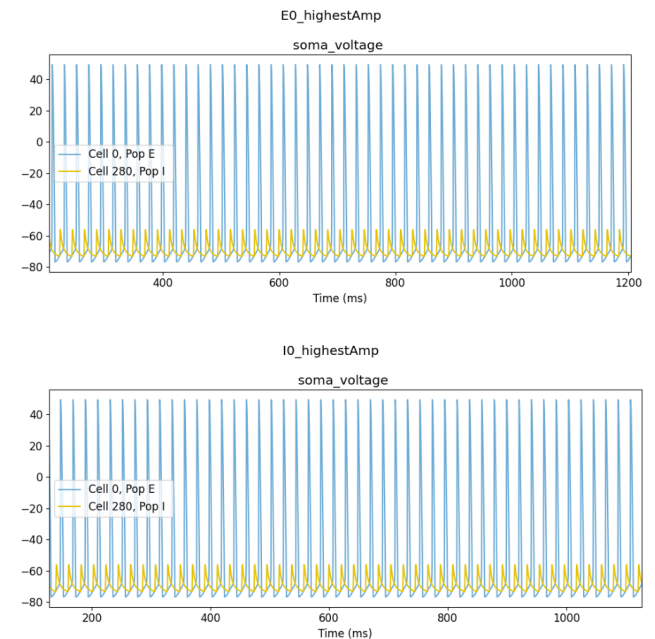 E0_highestAmp
soma_voltage
40
20
0
−20
−40
−60
−80
Cell 0, Pop E
Cell 280, Pop I
400 600 800 1000 1200
Time (ms)
I0_highestAmp
soma_voltage
40
20
0
−20
−40
−60
−80
Cell 0, Pop E
Cell 280, Pop I
200 400 600 800 1000
Time (ms)